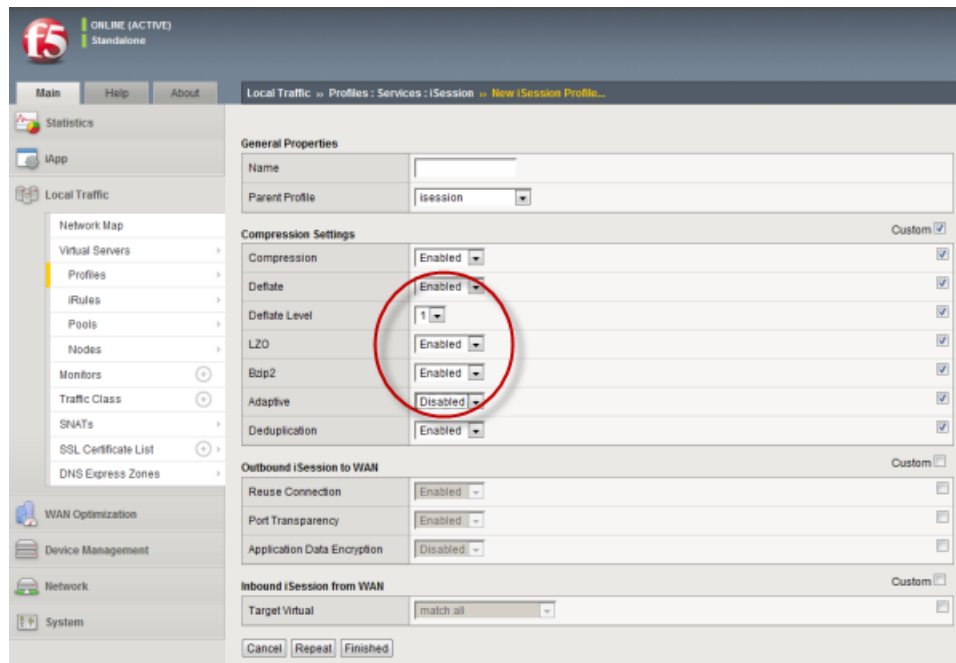 f5
ONLINE (ACTIVE)
Standalone
Main
Help
About
Local Traffic » Profiles : Services : iSession » New iSession Profile...
Statistics
iApp
Local Traffic
Network Map
Virtual Servers
Profiles
iRules
Pools
Nodes
Monitors
Traffic Class
SNATs
SSL Certificate List
DNS Express Zones
WAN Optimization
Device Management
Network
System
General Properties
Name
Parent Profile isession
Compression Settings Custom
Compression Enabled
Deflate Enabled
Deflate Level 1
LZO Enabled
Bzip2 Enabled
Adaptive Disabled
Deduplication Enabled
Outbound iSession to WAN Custom
Reuse Connection Enabled
Port Transparency Enabled
Application Data Encryption Disabled
Inbound iSession from WAN Custom
Target Virtual match all
Cancel Repeat Finished